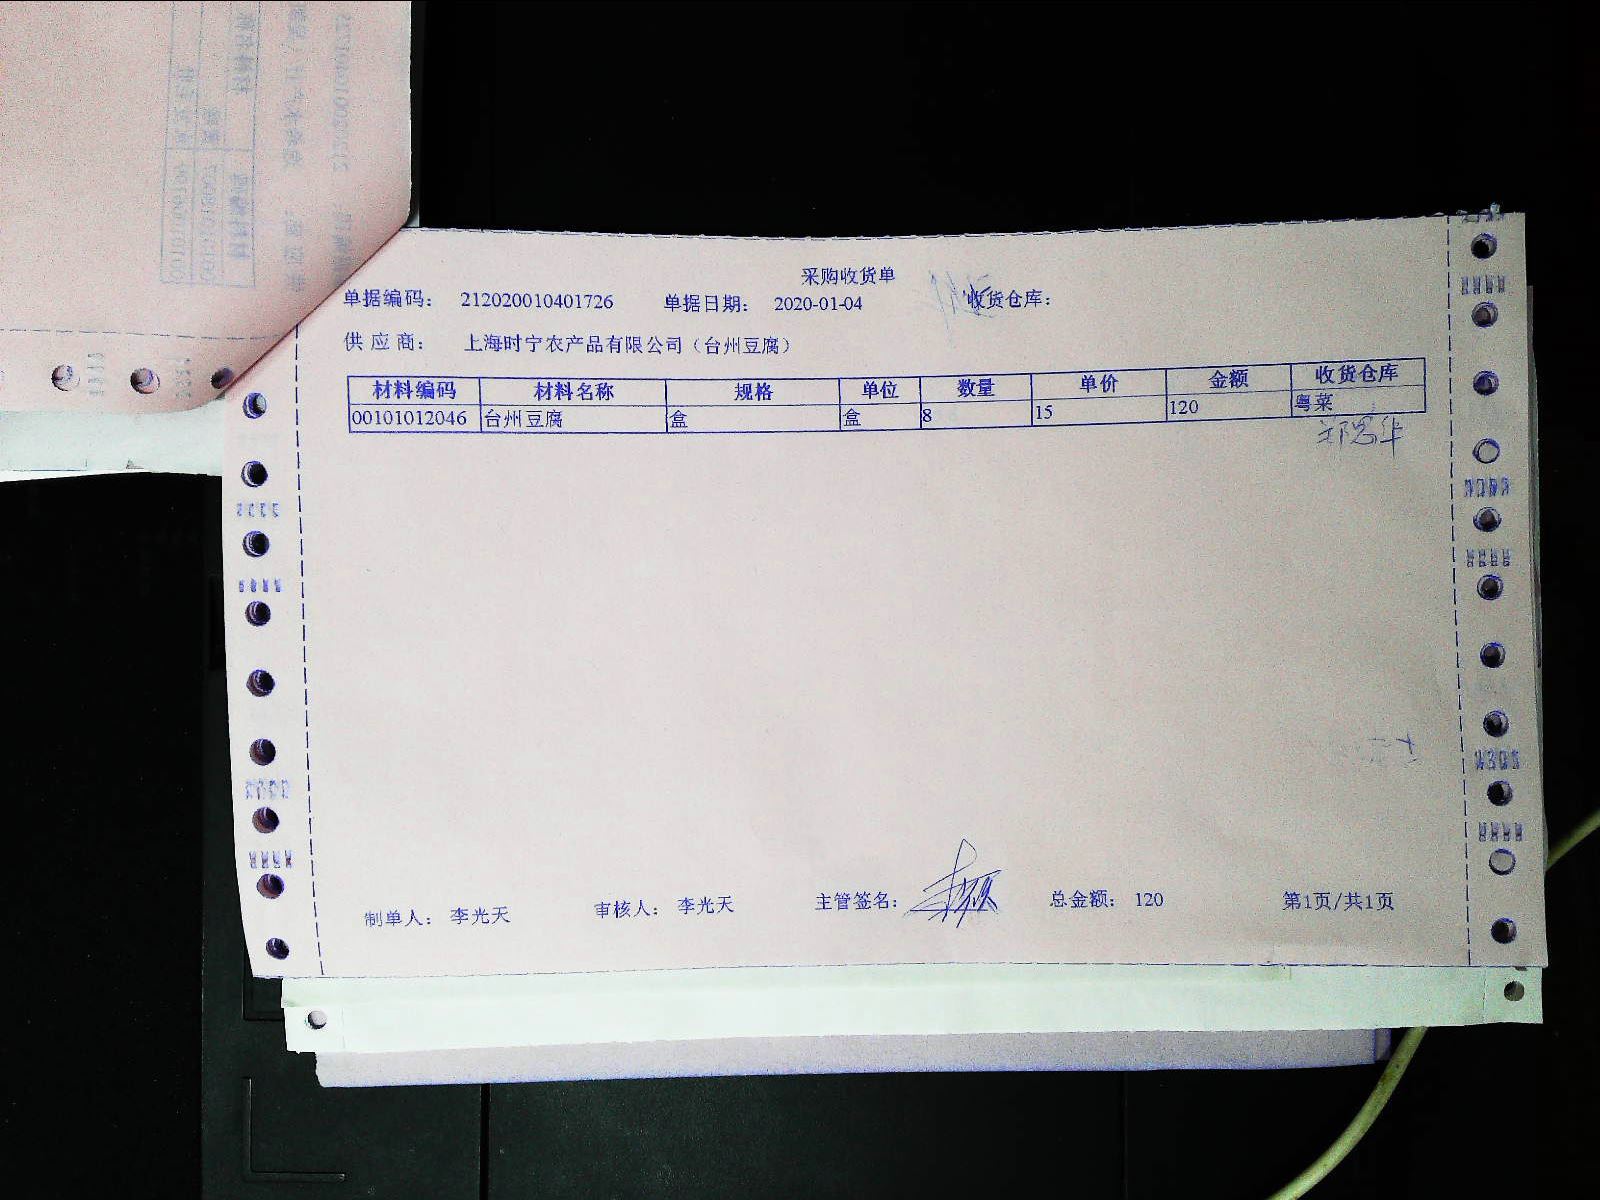 采购收货单
单据编码： 212020010401726 单据日期： 2020-01-04 收货仓库：
供应商： 上海时宁农产品有限公司（台州豆腐）
材料编码 材料名称 规格 单位 数量 单价 金额 收货仓库
00101012046 台州豆腐 盒 盒 8 15 120 粤菜
制单人： 李光天 审核人： 李光天 主管签名： 总金额： 120 第1页/共1页